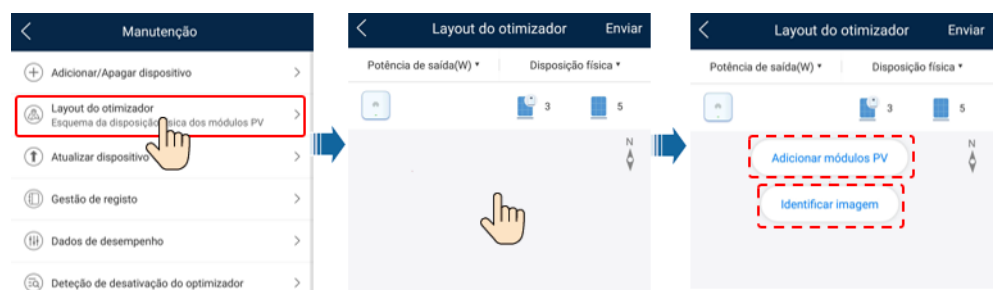 Manutenção
Adicionar/Apagar dispositivo
Layout do otimizador
Esquema da disposição física dos módulos PV
Atualizar dispositivo
Gestão de registo
Dados de desempenho
Deteção de desativação do optimizador
Layout do otimizador Enviar
Potência de saída(W) Disposição física
3 5
N
Layout do otimizador Enviar
Potência de saída(W) Disposição física
3 5
N
Adicionar módulos PV
Identificar imagem